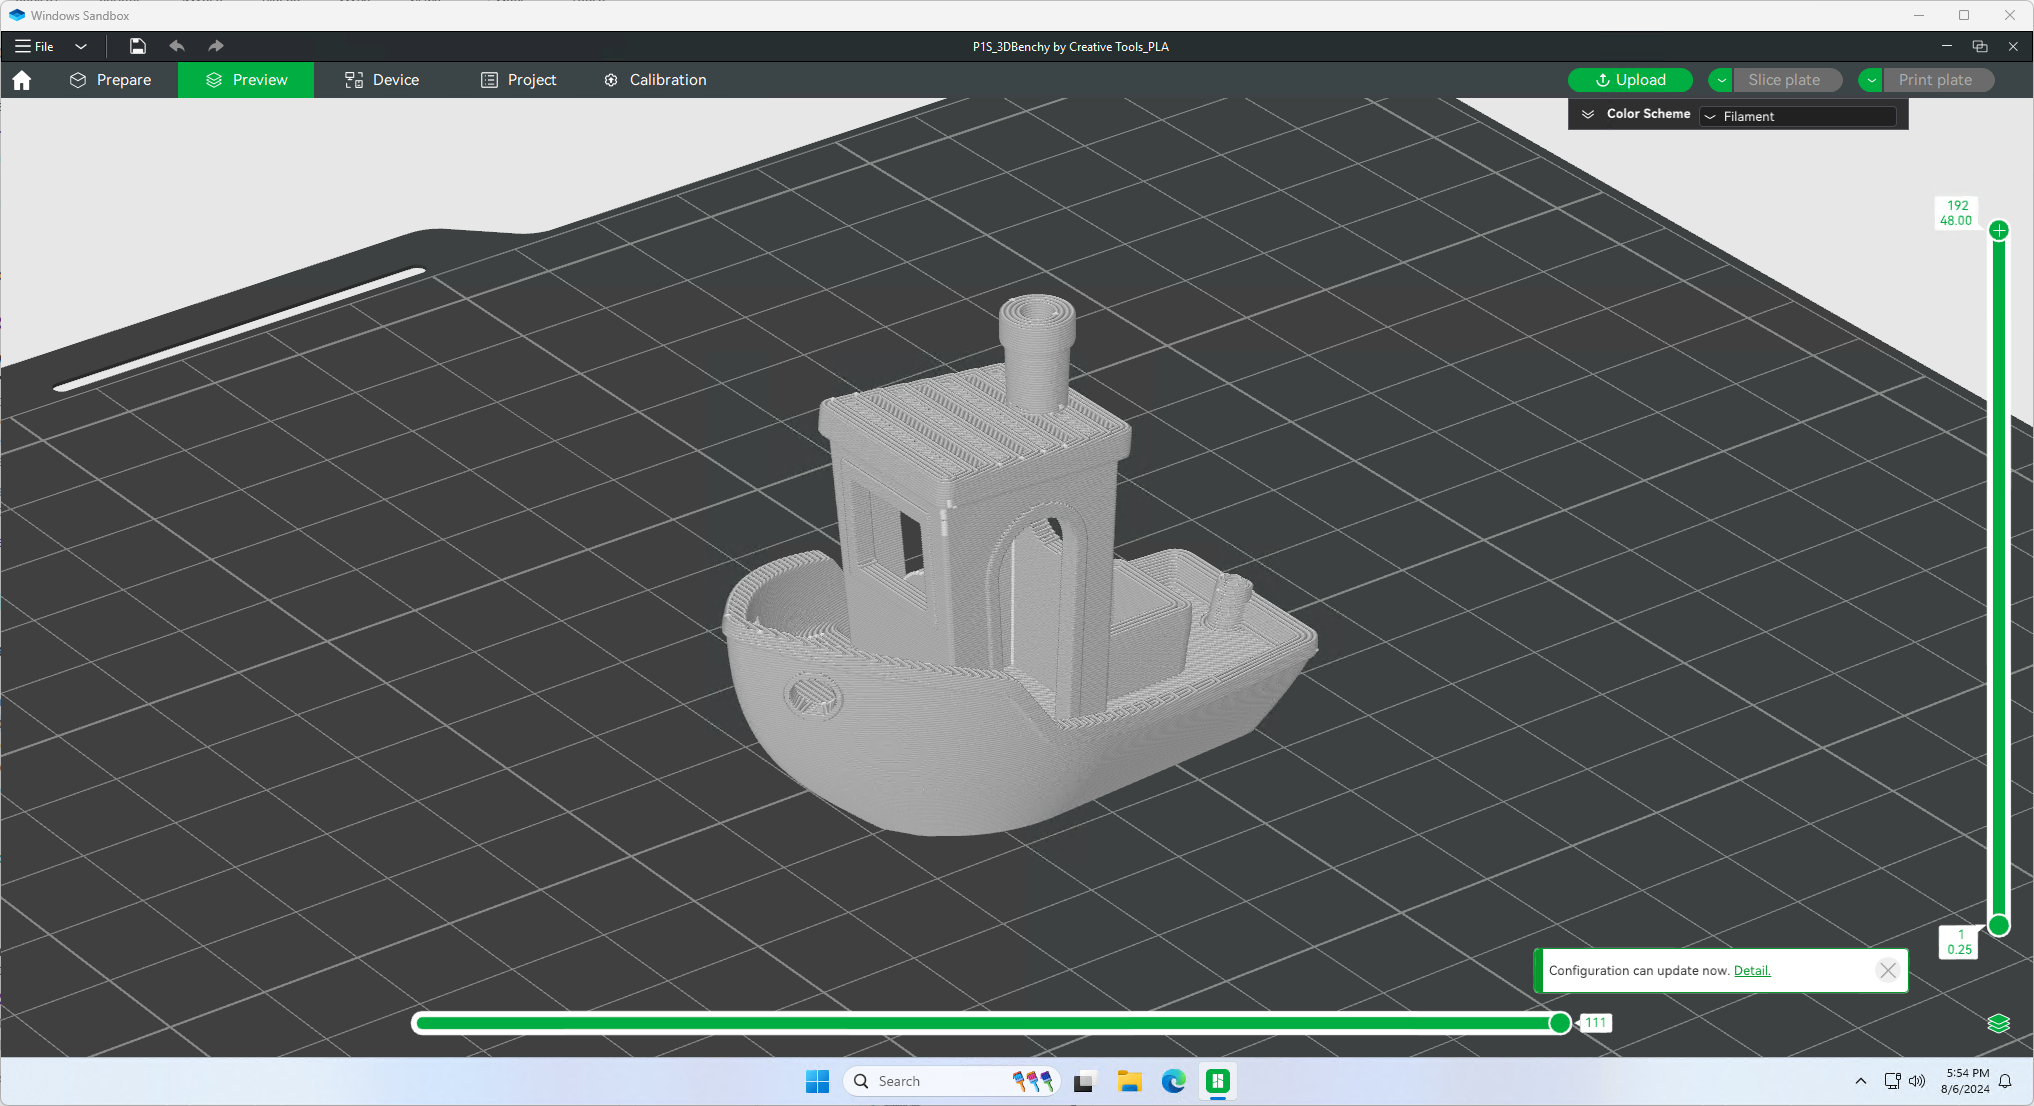 Windows Sandbox
File
P1S_3DBenchy by Creative Tools_PLA
Prepare
Preview
Device
Project
Calibration
Upload
Slice plate
Print plate
Color Scheme
Filament
192
48.00
1
0.25
Configuration can update now. Detail.
111
Search
5:54 PM
8/6/2024